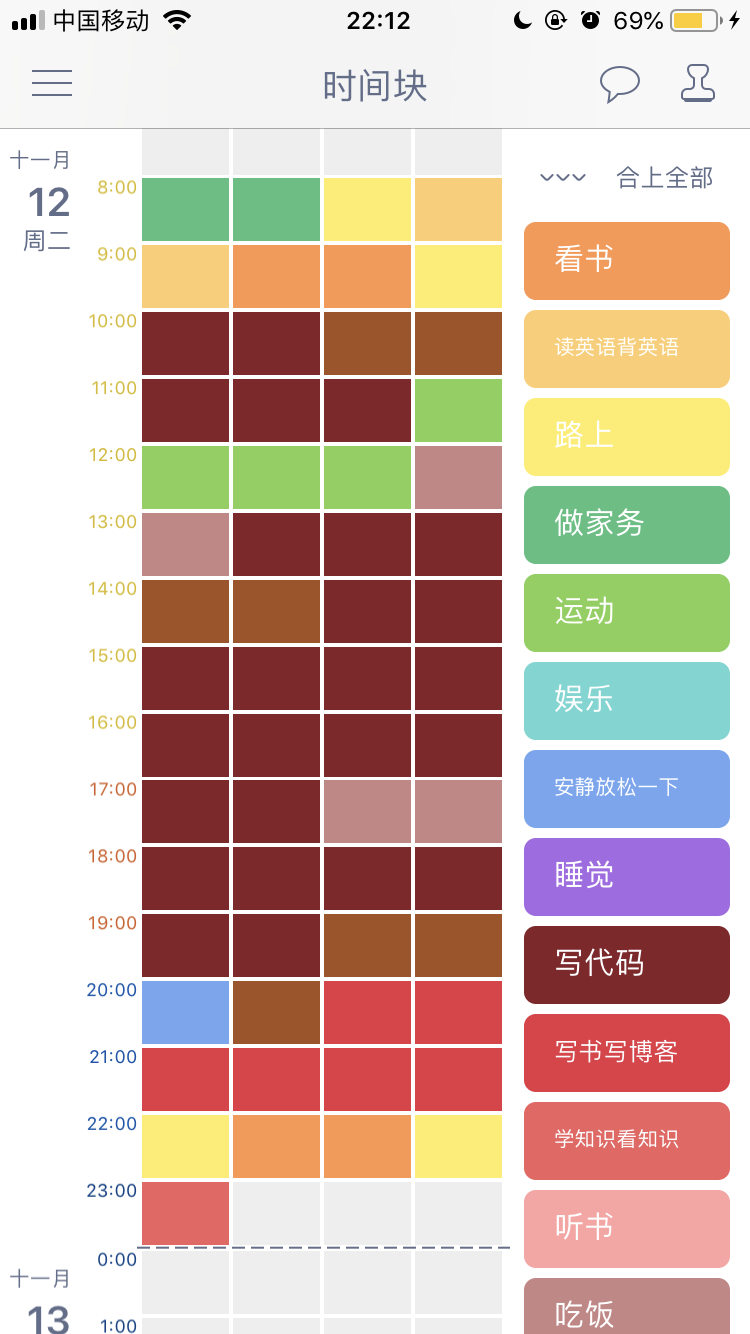 中国移动 22:12 69%
时间块
十一月
12
周二
8:00
9:00
10:00
11:00
12:00
13:00
14:00
15:00
16:00
17:00
18:00
19:00
20:00
21:00
22:00
23:00
0:00
1:00
十一月
13
合上全部
看书
读英语背英语
路上
做家务
运动
娱乐
安静放松一下
睡觉
写代码
写书写博客
学知识看知识
听书
吃饭